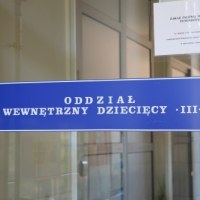 ODDZIAŁ
WEWNĘTRZNY DZIECIĘCY ·III·